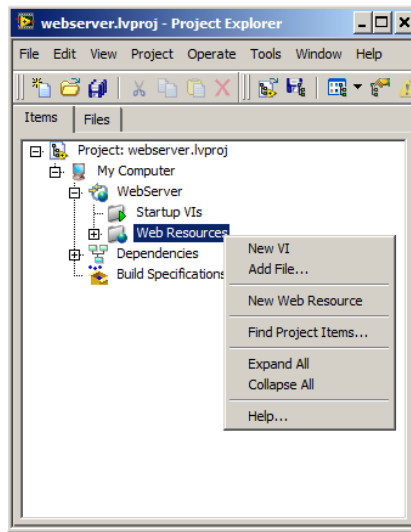 webserver.lvproj - Project Explorer
File Edit View Project Operate Tools Window Help
Items Files
Project: webserver.lvproj
My Computer
WebServer
Startup VIs
Web Resources
Dependencies
Build Specifications
New VI
Add File...
New Web Resource
Find Project Items...
Expand All
Collapse All
Help...